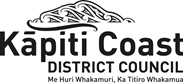 Kāpiti Coast
DISTRICT COUNCIL
Me Huri Whakamuri, Ka Titiro Whakamua